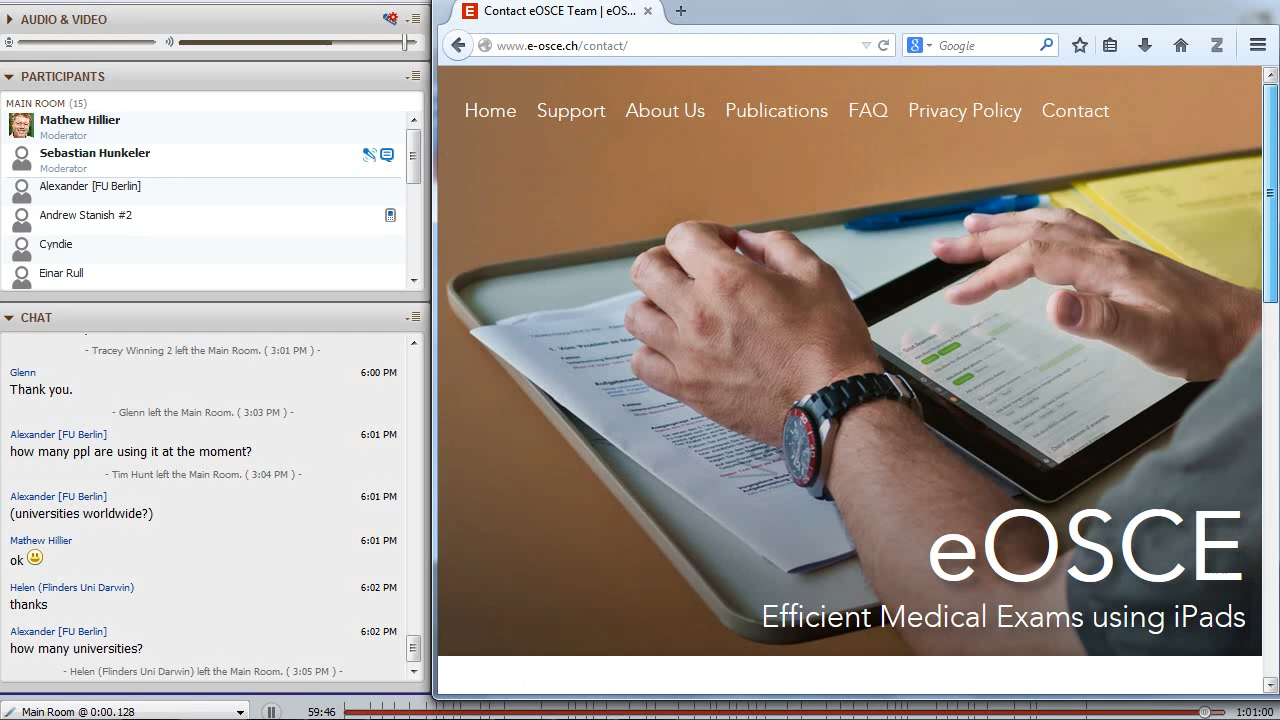 AUDIO & VIDEO
PARTICIPANTS
MAIN ROOM (15)
Mathew Hillier
Moderator
Sebastian Hunkeler
Moderator
Alexander [FU Berlin]
Andrew Stanish #2
Cyndie
Einar Rull
CHAT
- Tracey Winning 2 left the Main Room. ( 3:01 PM ) -
Glenn 6:00 PM
Thank you.
- Glenn left the Main Room. ( 3:03 PM ) -
Alexander [FU Berlin] 6:01 PM
how many ppl are using it at the moment?
- Tim Hunt left the Main Room. ( 3:04 PM ) -
Alexander [FU Berlin] 6:01 PM
(universities worldwide?)
Mathew Hillier 6:01 PM
ok
Helen (Flinders Uni Darwin) 6:02 PM
thanks
Alexander [FU Berlin] 6:02 PM
how many universities?
- Helen (Flinders Uni Darwin) left the Main Room. ( 3:05 PM ) -
Main Room @ 0:00.128
59:46
1:01:00
E Contact eOSCE Team | eOS...
www.e-osce.ch/contact/
Google
Home Support About Us Publications FAQ Privacy Policy Contact
eOSCE
Efficient Medical Exams using iPads